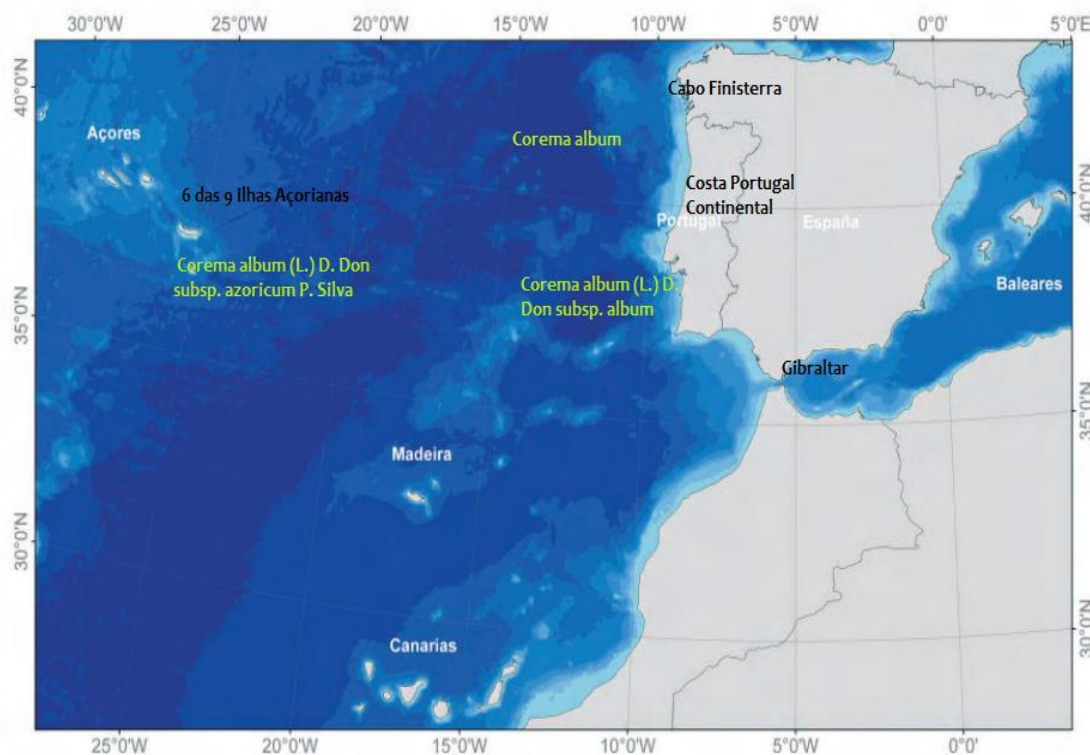 30°0'W
25°0'W
20°0'W
15°0'W
10°0'W
5°0'W
0°0'
5°0'E
40°0'N
Cabo Finisterra
Açores
Corema album
6 das 9 Ilhas Açorianas
Costa Portugal
Continental
40°0'N
Portugal
España
Corema album (L.) D. Don
subsp. azoricum P. Silva
Corema album (L.) D.
Don subsp. album
Baleares
35°0'N
Gibraltar
35°0'N
Madeira
30°0'N
30°0'N
Canarias
25°0'W
20°0'W
15°0'W
10°0'W
5°0'W
0°0'